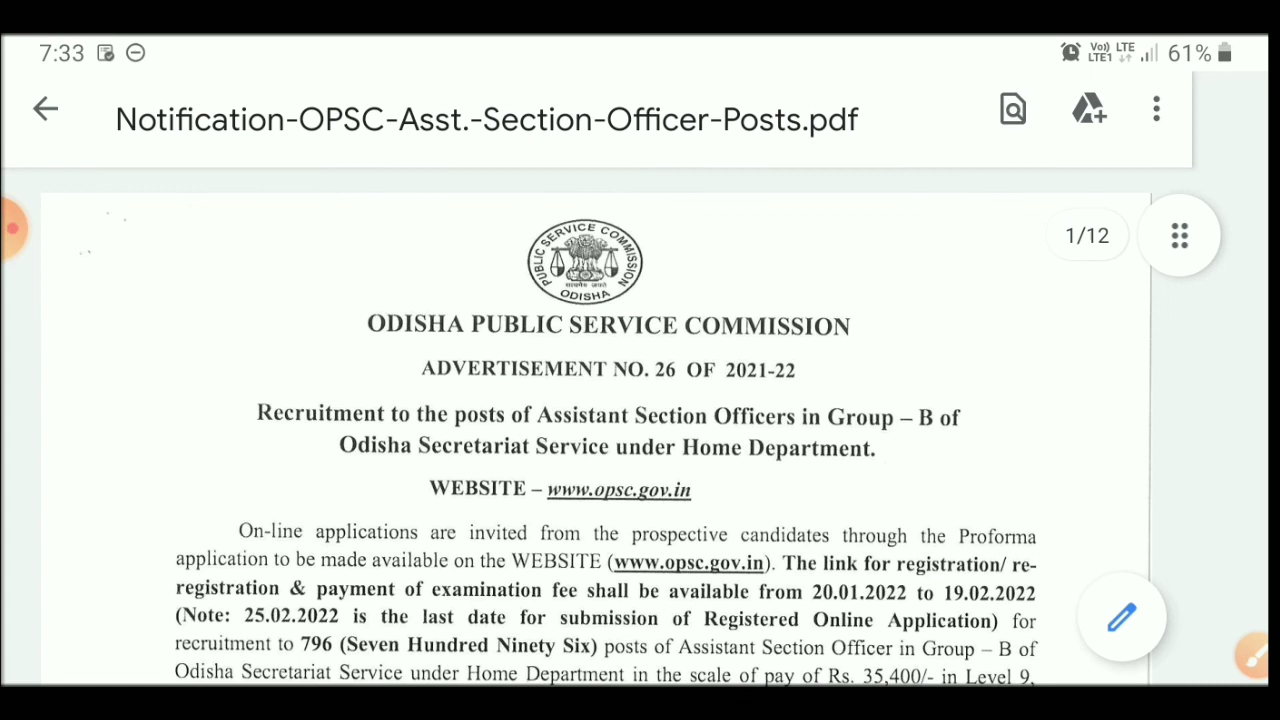 7:33
Vo)) LTE
LTE1
61%
Notification-OPSC-Asst.-Section-Officer-Posts.pdf
1/12
PUBLIC SERVICE COMMISSION
सत्यमेव जयते
ODISHA
ODISHA PUBLIC SERVICE COMMISSION
ADVERTISEMENT NO. 26 OF 2021-22
Recruitment to the posts of Assistant Section Officers in Group – B of
Odisha Secretariat Service under Home Department.
WEBSITE – www.opsc.gov.in
On-line applications are invited from the prospective candidates through the Proforma
application to be made available on the WEBSITE (www.opsc.gov.in). The link for registration/ re-
registration & payment of examination fee shall be available from 20.01.2022 to 19.02.2022
(Note: 25.02.2022 is the last date for submission of Registered Online Application) for
recruitment to 796 (Seven Hundred Ninety Six) posts of Assistant Section Officer in Group – B of
Odisha Secretariat Service under Home Department in the scale of pay of Rs. 35,400/- in Level 9,